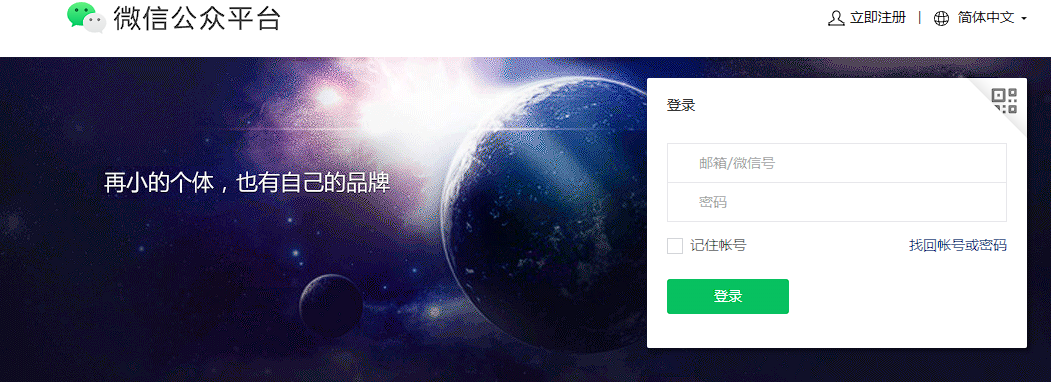 微信公众平台
立即注册 | 简体中文
再小的个体，也有自己的品牌
登录
邮箱/微信号
密码
记住帐号
找回帐号或密码
登录